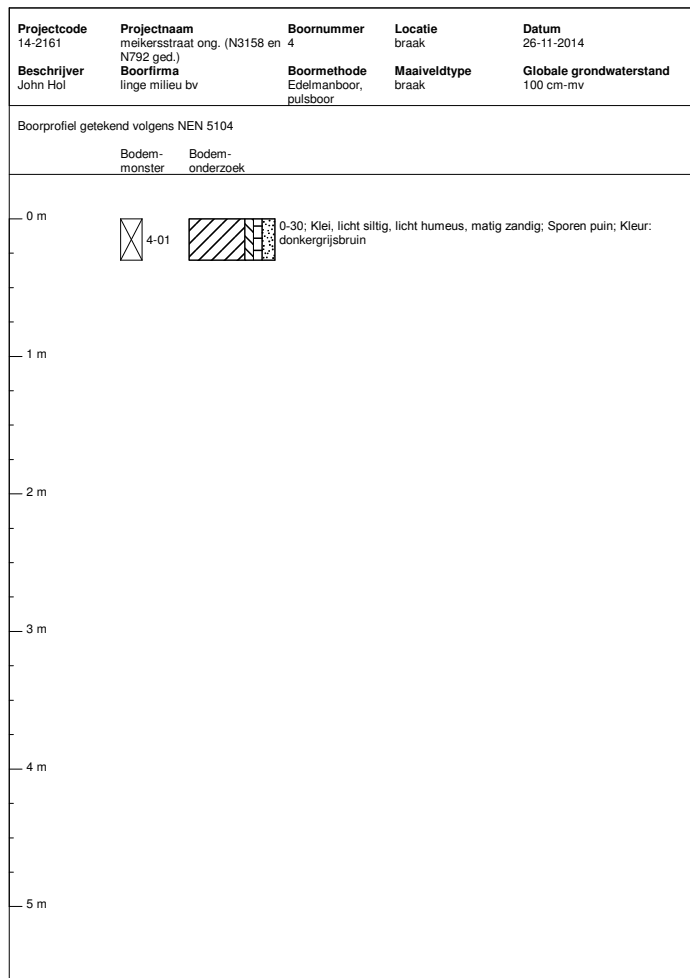 Projectcode Projectnaam Boornummer Locatie Datum
14-2161 meikersstraat ong. (N3158 en 4 braak 26-11-2014
N792 ged.)
Beschrijver Boorfirma Boormethode Maaiveldtype Globale grondwaterstand
John Hol linge milieu bv Edelmanboor, braak 100 cm-mv
pulsboor
Boorprofiel getekend volgens NEN 5104
Bodem- Bodem-
monster onderzoek
0 m
0-30; Klei, licht siltig, licht humeus, matig zandig; Sporen puin; Kleur:
4-01 donkergrijsbruin
1 m
2 m
3 m
4 m
5 m